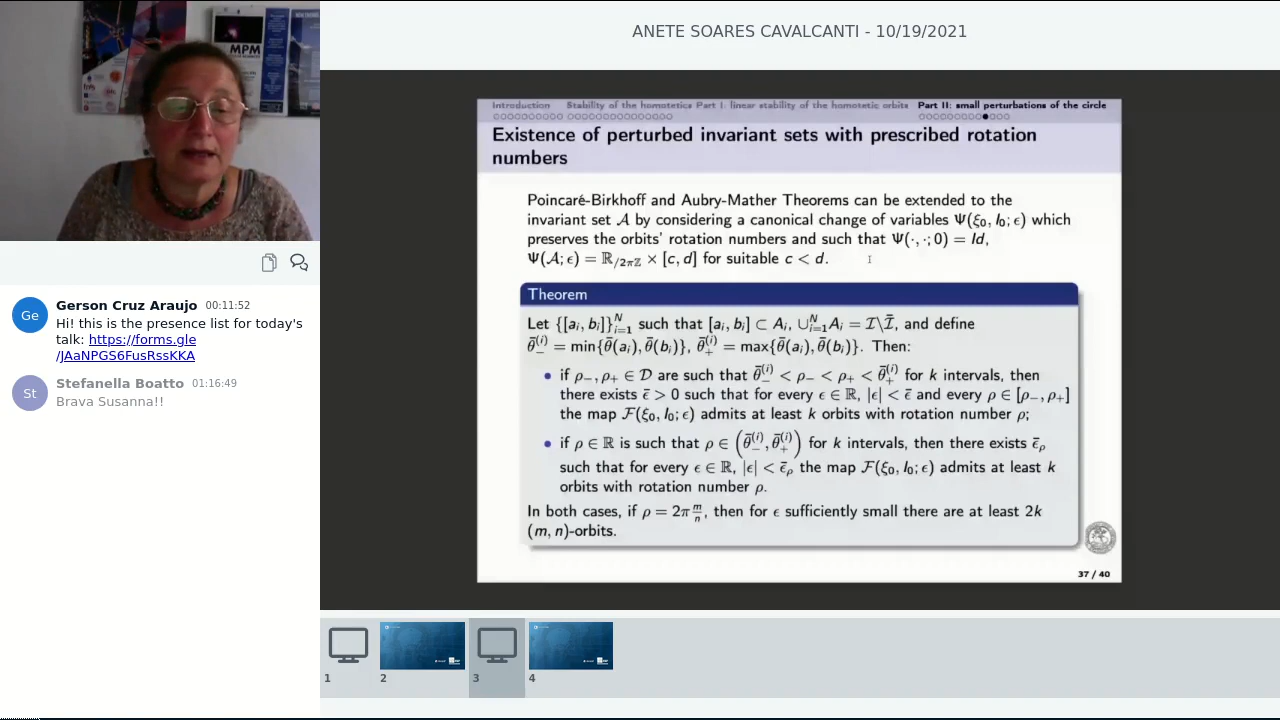 ANETE SOARES CAVALCANTI - 10/19/2021
MPM
Introduction Stability of the homotetics Part I: linear stability of the homotetic orbits Part II: small perturbations of the circle
Existence of perturbed invariant sets with prescribed rotation
numbers
Poincaré-Birkhoff and Aubry-Mather Theorems can be extended to the
invariant set 𝒜 by considering a canonical change of variables Ψ(ξ₀, I₀; ϵ) which
preserves the orbits' rotation numbers and such that Ψ(·, ·; 0) = Id,
Ψ(𝒜; ϵ) = ℝ/2πℤ × [c, d] for suitable c < d.
Theorem
Let {[aᵢ, bᵢ]}ᵢ₌₁ᴺ such that [aᵢ, bᵢ] ⊂ Aᵢ, ∪ᵢ₌₁ᴺAᵢ = ℐ\ℐ̄, and define
θ̄₋⁽ⁱ⁾ = min{θ̄(aᵢ), θ̄(bᵢ)}, θ̄₊⁽ⁱ⁾ = max{θ̄(aᵢ), θ̄(bᵢ)}. Then:
• if ρ₋, ρ₊ ∈ 𝒟 are such that θ̄₋⁽ⁱ⁾ < ρ₋ < ρ₊ < θ̄₊⁽ⁱ⁾ for k intervals, then
there exists ϵ̄ > 0 such that for every ϵ ∈ ℝ, |ϵ| < ϵ̄ and every ρ ∈ [ρ₋, ρ₊]
the map ℱ(ξ₀, I₀; ϵ) admits at least k orbits with rotation number ρ;
• if ρ ∈ ℝ is such that ρ ∈ (θ̄₋⁽ⁱ⁾, θ̄₊⁽ⁱ⁾) for k intervals, then there exists ϵ̄ᵨ
such that for every ϵ ∈ ℝ, |ϵ| < ϵ̄ᵨ the map ℱ(ξ₀, I₀; ϵ) admits at least k
orbits with rotation number ρ.
In both cases, if ρ = 2π m/n, then for ϵ sufficiently small there are at least 2k
(m, n)-orbits.
37 / 40
Ge
Gerson Cruz Araujo 00:11:52
Hi! this is the presence list for today's
talk: https://forms.gle
/JAaNPGS6FusRssKKA
St
Stefanella Boatto 01:16:49
Brava Susanna!!
1 2 3 4